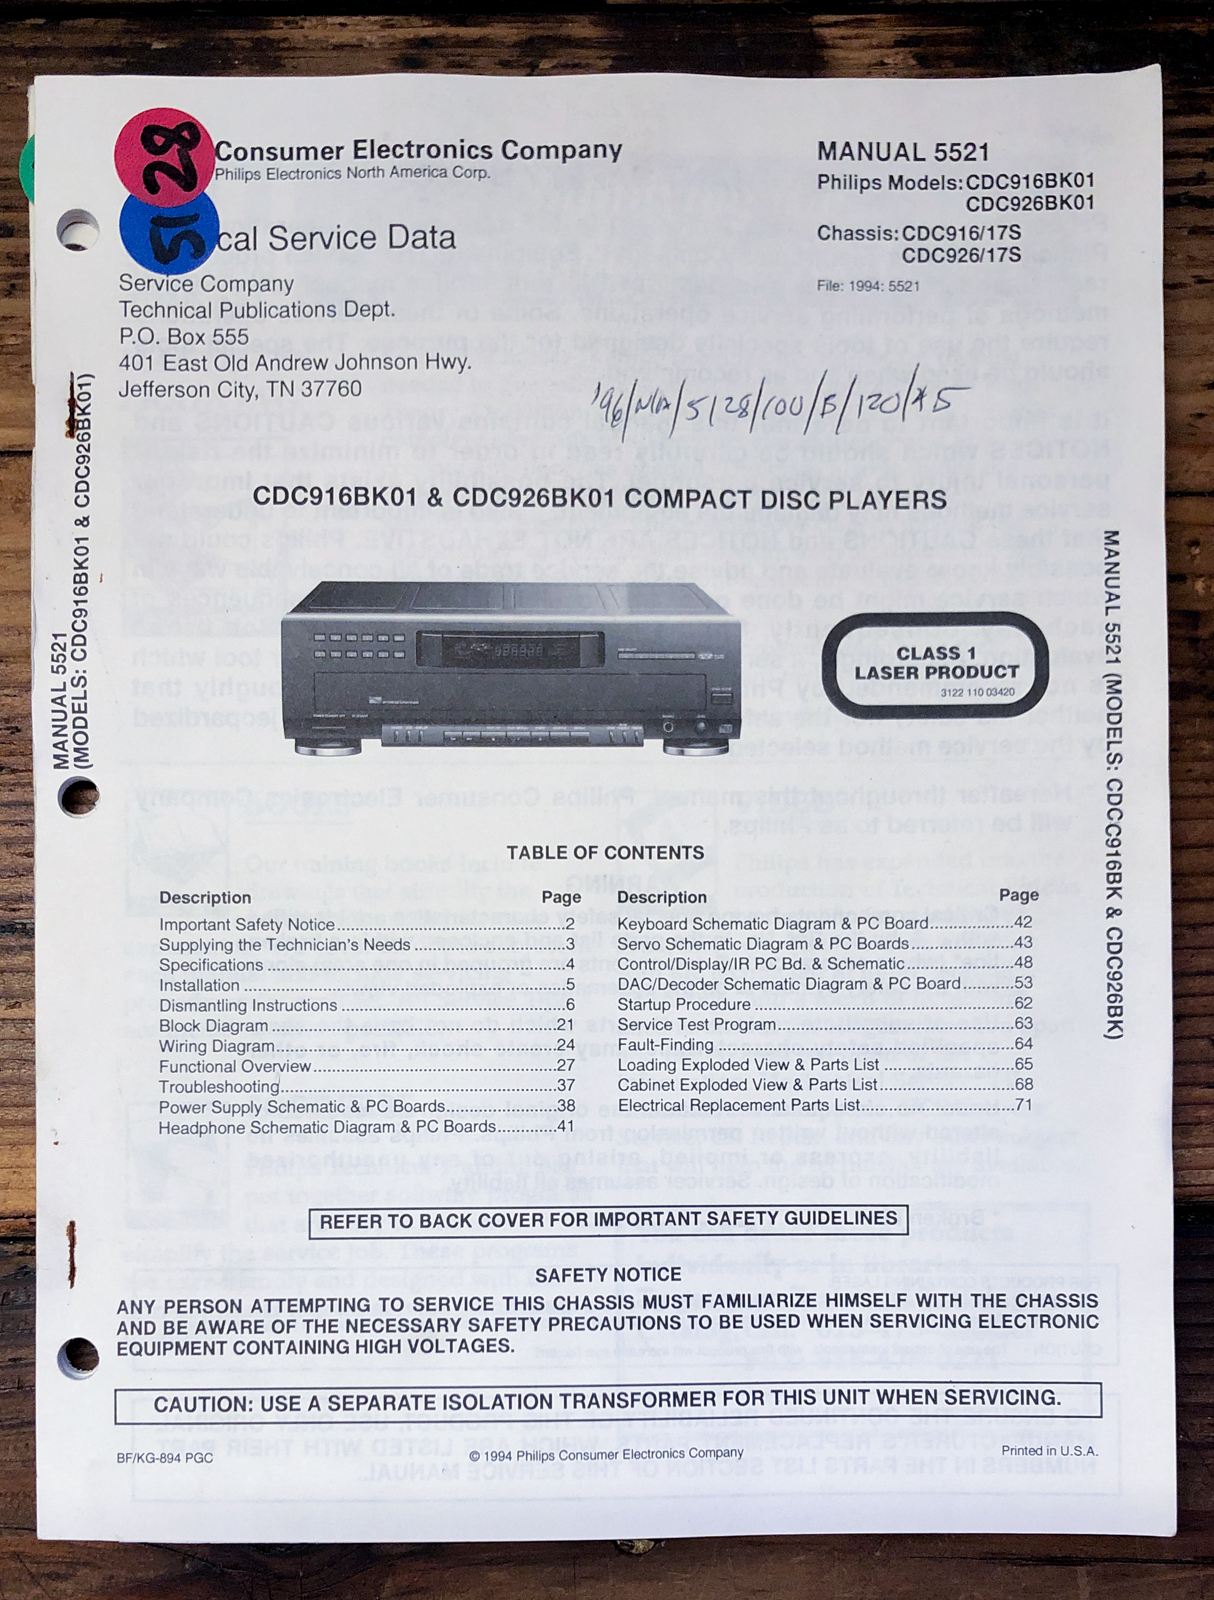 28
51
Consumer Electronics Company
Philips Electronics North America Corp.
cal Service Data
Service Company
Technical Publications Dept.
P.O. Box 555
401 East Old Andrew Johnson Hwy.
Jefferson City, TN 37760
MANUAL 5521
Philips Models: CDC916BK01
CDC926BK01
Chassis: CDC916/17S
CDC926/17S
File: 1994: 5521
'96/N/A/5128/COU/B/120/#5
CDC916BK01 & CDC926BK01 COMPACT DISC PLAYERS
CLASS 1
LASER PRODUCT
3122 110 03420
MANUAL 5521
(MODELS: CDC916BK01 & CDC926BK01)
MANUAL 5521 (MODELS: CDCC916BK & CDC926BK)
TABLE OF CONTENTS
Description Page
Important Safety Notice 2
Supplying the Technician's Needs 3
Specifications 4
Installation 5
Dismantling Instructions 6
Block Diagram 21
Wiring Diagram 24
Functional Overview 27
Troubleshooting 37
Power Supply Schematic & PC Boards 38
Headphone Schematic Diagram & PC Boards 41
Description Page
Keyboard Schematic Diagram & PC Board 42
Servo Schematic Diagram & PC Boards 43
Control/Display/IR PC Bd. & Schematic 48
DAC/Decoder Schematic Diagram & PC Board 53
Startup Procedure 62
Service Test Program 63
Fault-Finding 64
Loading Exploded View & Parts List 65
Cabinet Exploded View & Parts List 68
Electrical Replacement Parts List 71
REFER TO BACK COVER FOR IMPORTANT SAFETY GUIDELINES
SAFETY NOTICE
ANY PERSON ATTEMPTING TO SERVICE THIS CHASSIS MUST FAMILIARIZE HIMSELF WITH THE CHASSIS
AND BE AWARE OF THE NECESSARY SAFETY PRECAUTIONS TO BE USED WHEN SERVICING ELECTRONIC
EQUIPMENT CONTAINING HIGH VOLTAGES.
CAUTION: USE A SEPARATE ISOLATION TRANSFORMER FOR THIS UNIT WHEN SERVICING.
BF/KG-894 PGC
© 1994 Philips Consumer Electronics Company
Printed in U.S.A.